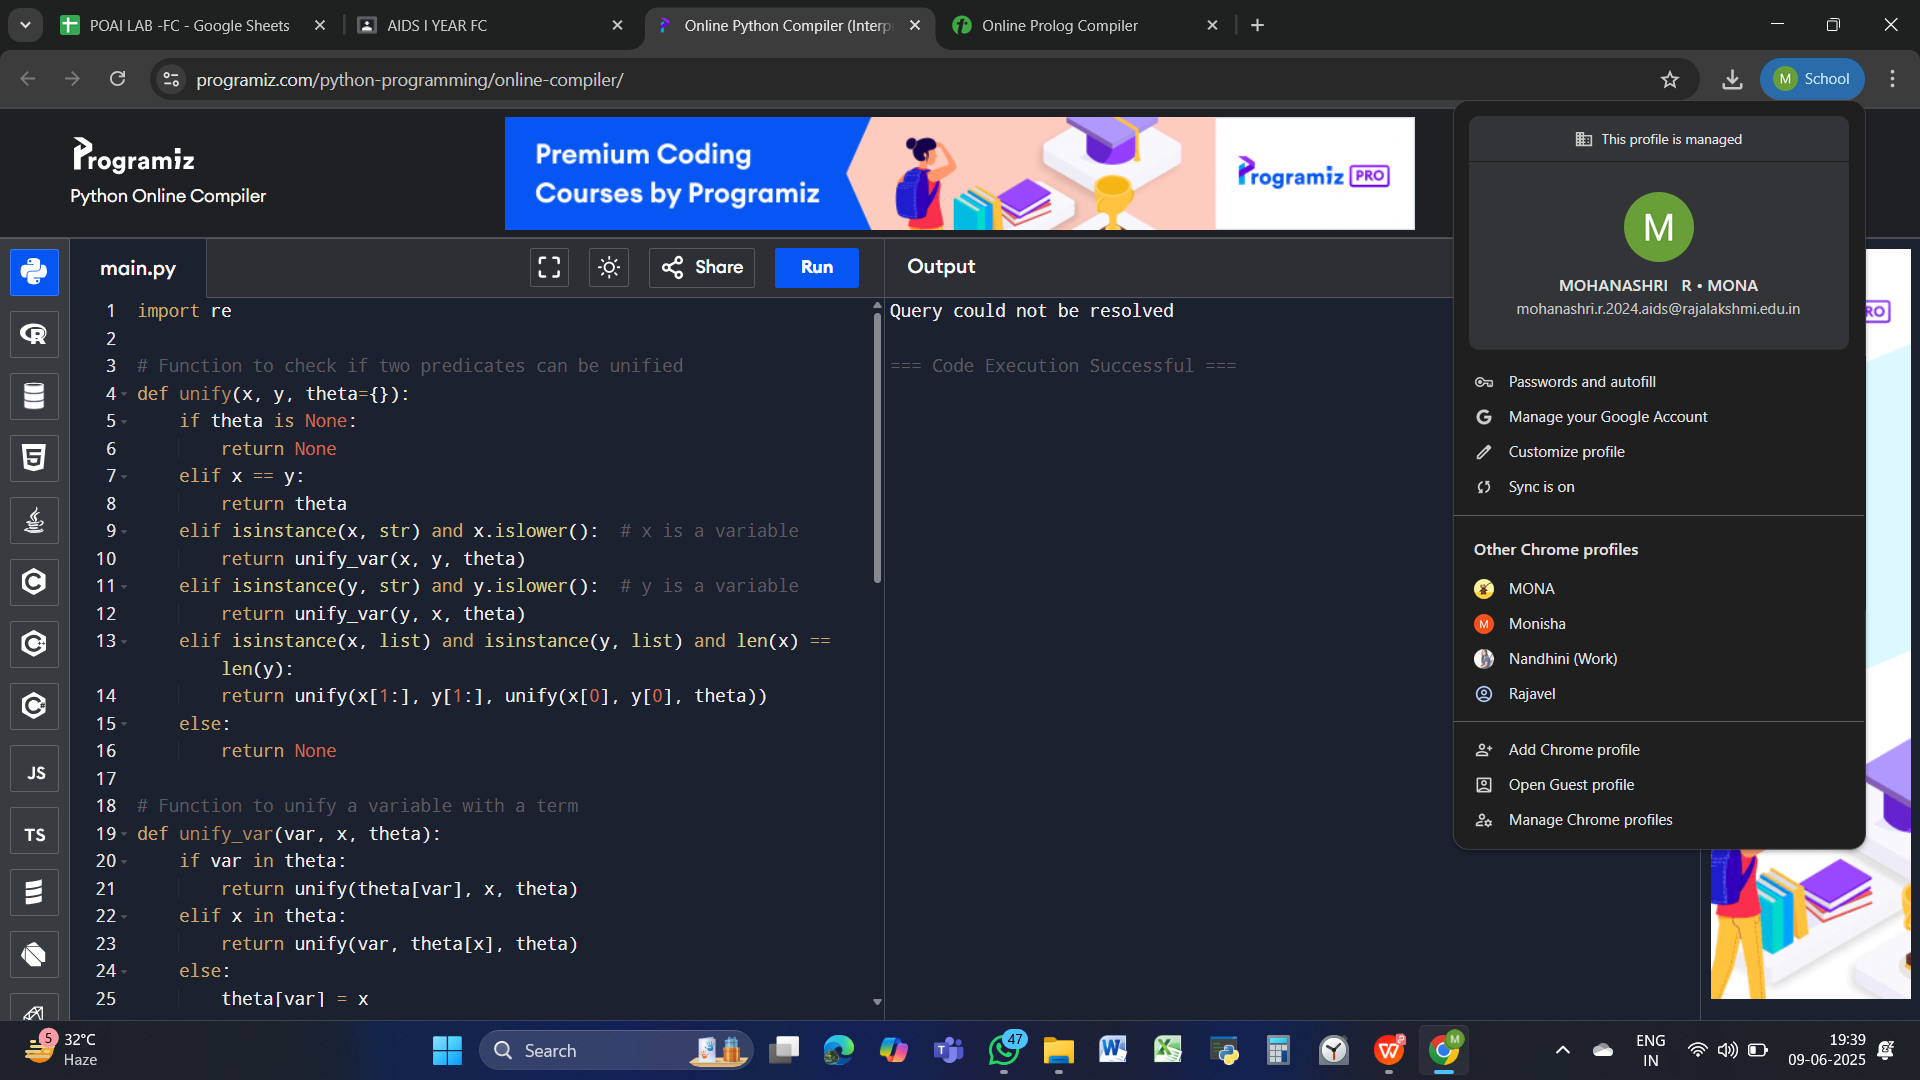 POAI LAB -FC - Google Sheets
AIDS I YEAR FC
Online Python Compiler (Interp
Online Prolog Compiler
programiz.com/python-programming/online-compiler/
M School
Programiz
Python Online Compiler
Premium Coding
Courses by Programiz
Programiz PRO
This profile is managed
M
MOHANASHRI R • MONA
mohanashri.r.2024.aids@rajalakshmi.edu.in
Passwords and autofill
Manage your Google Account
Customize profile
Sync is on
Other Chrome profiles
MONA
M Monisha
Nandhini (Work)
Rajavel
Add Chrome profile
Open Guest profile
Manage Chrome profiles
RO
main.py
Share
Run
Output
1 import re
2
3 # Function to check if two predicates can be unified
4 def unify(x, y, theta={}):
5 if theta is None:
6 return None
7 elif x == y:
8 return theta
9 elif isinstance(x, str) and x.islower(): # x is a variable
10 return unify_var(x, y, theta)
11 elif isinstance(y, str) and y.islower(): # y is a variable
12 return unify_var(y, x, theta)
13 elif isinstance(x, list) and isinstance(y, list) and len(x) ==
len(y):
14 return unify(x[1:], y[1:], unify(x[0], y[0], theta))
15 else:
16 return None
17
18 # Function to unify a variable with a term
19 def unify_var(var, x, theta):
20 if var in theta:
21 return unify(theta[var], x, theta)
22 elif x in theta:
23 return unify(var, theta[x], theta)
24 else:
25 theta[var] = x
Query could not be resolved
=== Code Execution Successful ===
JS
TS
5
32°C
Haze
Search
47
ENG
IN
19:39
09-06-2025